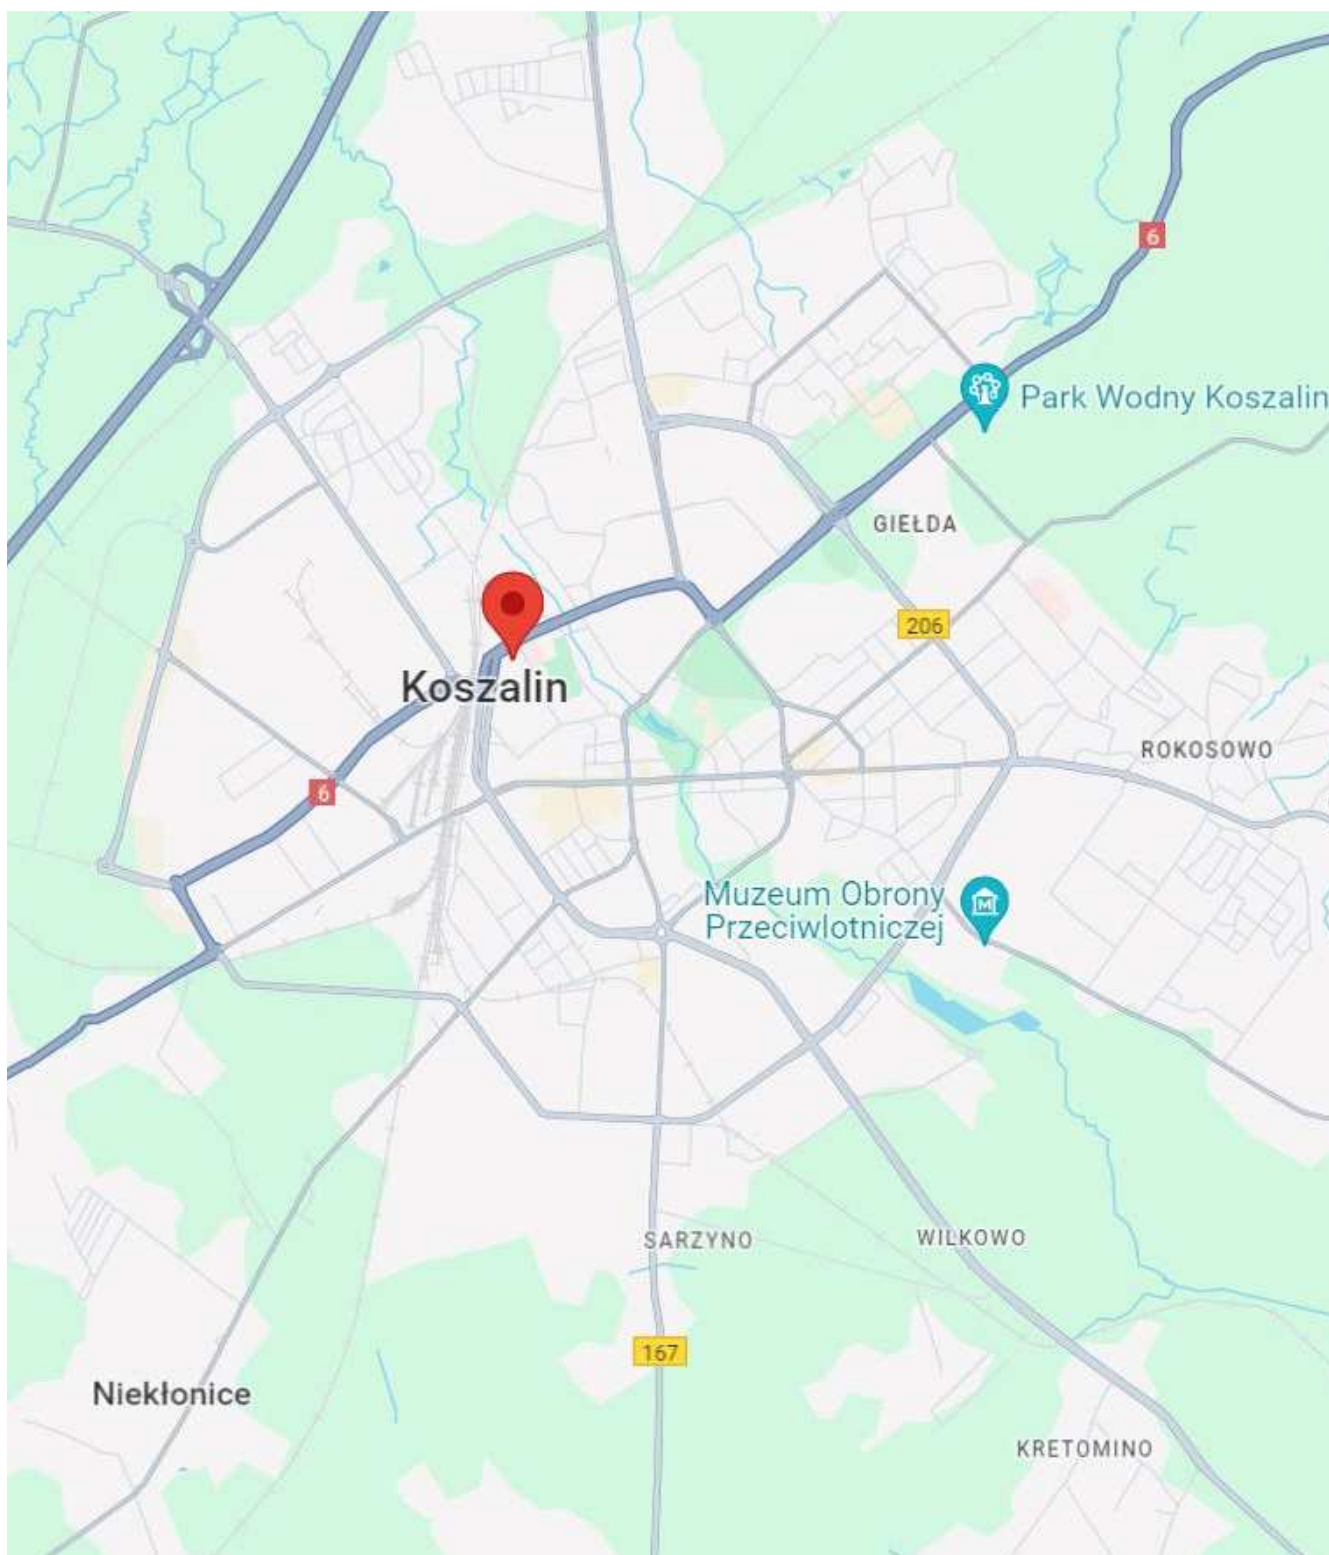 6
Park Wodny Koszalin
GIEŁDA
206
Koszalin
ROKOSOWO
6
Muzeum Obrony
Przeciwlotniczej
M
SARZYNO
WILKOWO
167
Niekłonice
KRETOMINO